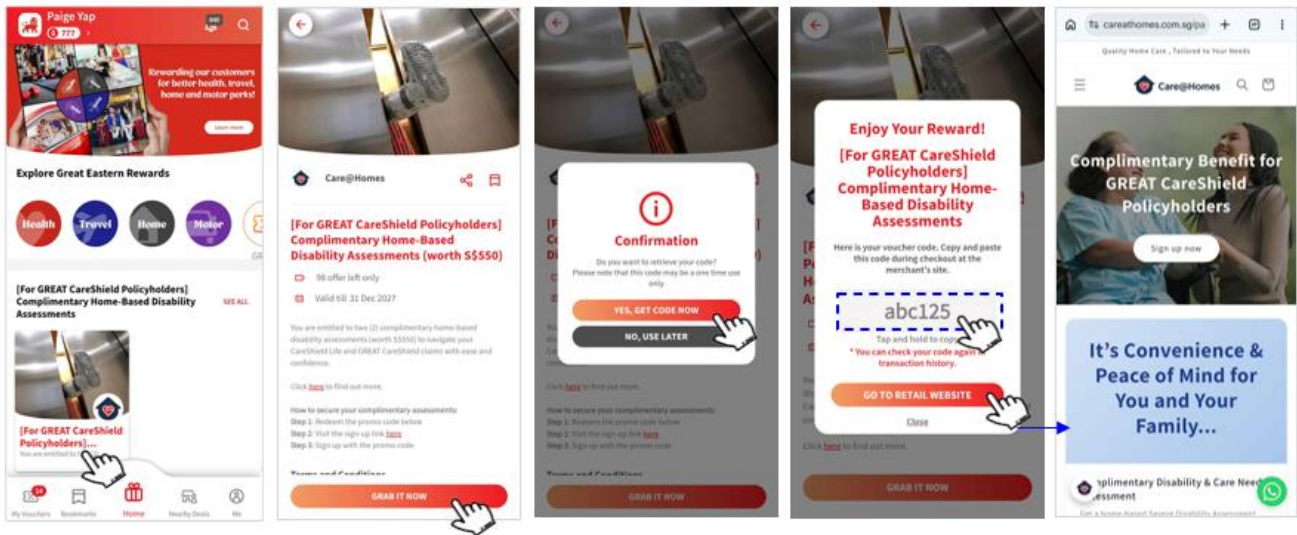 Paige Yap
777
Rewarding our customers
for better health, travel,
home and motor perks!
Learn more
Explore Great Eastern Rewards
Health
Travel
Home
Motor
[For GREAT CareShield Policyholders]
Complimentary Home-Based Disability
Assessments
SEE ALL
[For GREAT CareShield
Policyholders]...
You are entitled to
14
My Vouchers
Bookmarks
Home
Nearby Deals
Me
Care@Homes
[For GREAT CareShield Policyholders]
Complimentary Home-Based
Disability Assessments (worth S$550)
98 offer left only
Valid till 31 Dec 2027
You are entitled to two (2) complimentary home-based
disability assessments (worth S$550) to navigate your
CareShield Life and GREAT CareShield claims with ease and
confidence.
Click here to find out more.
How to secure your complimentary assessments:
Step 1: Redeem the promo code below
Step 2: Visit the sign-up link here
Step 3: Sign up with the promo code
Terms and Conditions
GRAB IT NOW
Confirmation
Do you want to retrieve your code?
Please note that this code may be a one time use
only
YES, GET CODE NOW
NO, USE LATER
Click here to find out more.
How to secure your complimentary assessments:
Step 1: Redeem the promo code below
Step 2: Visit the sign-up link here
Step 3: Sign up with the promo code
Terms and Conditions
GRAB IT NOW
Enjoy Your Reward!
[For GREAT CareShield
Policyholders]
Complimentary Home-
Based Disability
Assessments
Here is your voucher code. Copy and paste
this code during checkout at the
merchant's site.
abc125
Tap and hold to copy
* You can check your code again in
transaction history.
GO TO RETAIL WEBSITE
Close
Click here to find out more.
GRAB IT NOW
careathomes.com.sg/pa
Quality Home Care , Tailored to Your Needs
Care@Homes
Complimentary Benefit for
GREAT CareShield
Policyholders
Sign up now
It's Convenience &
Peace of Mind for
You and Your
Family...
mplimentary Disability & Care Need
essment
Get a home-based Severe Disability Assessment